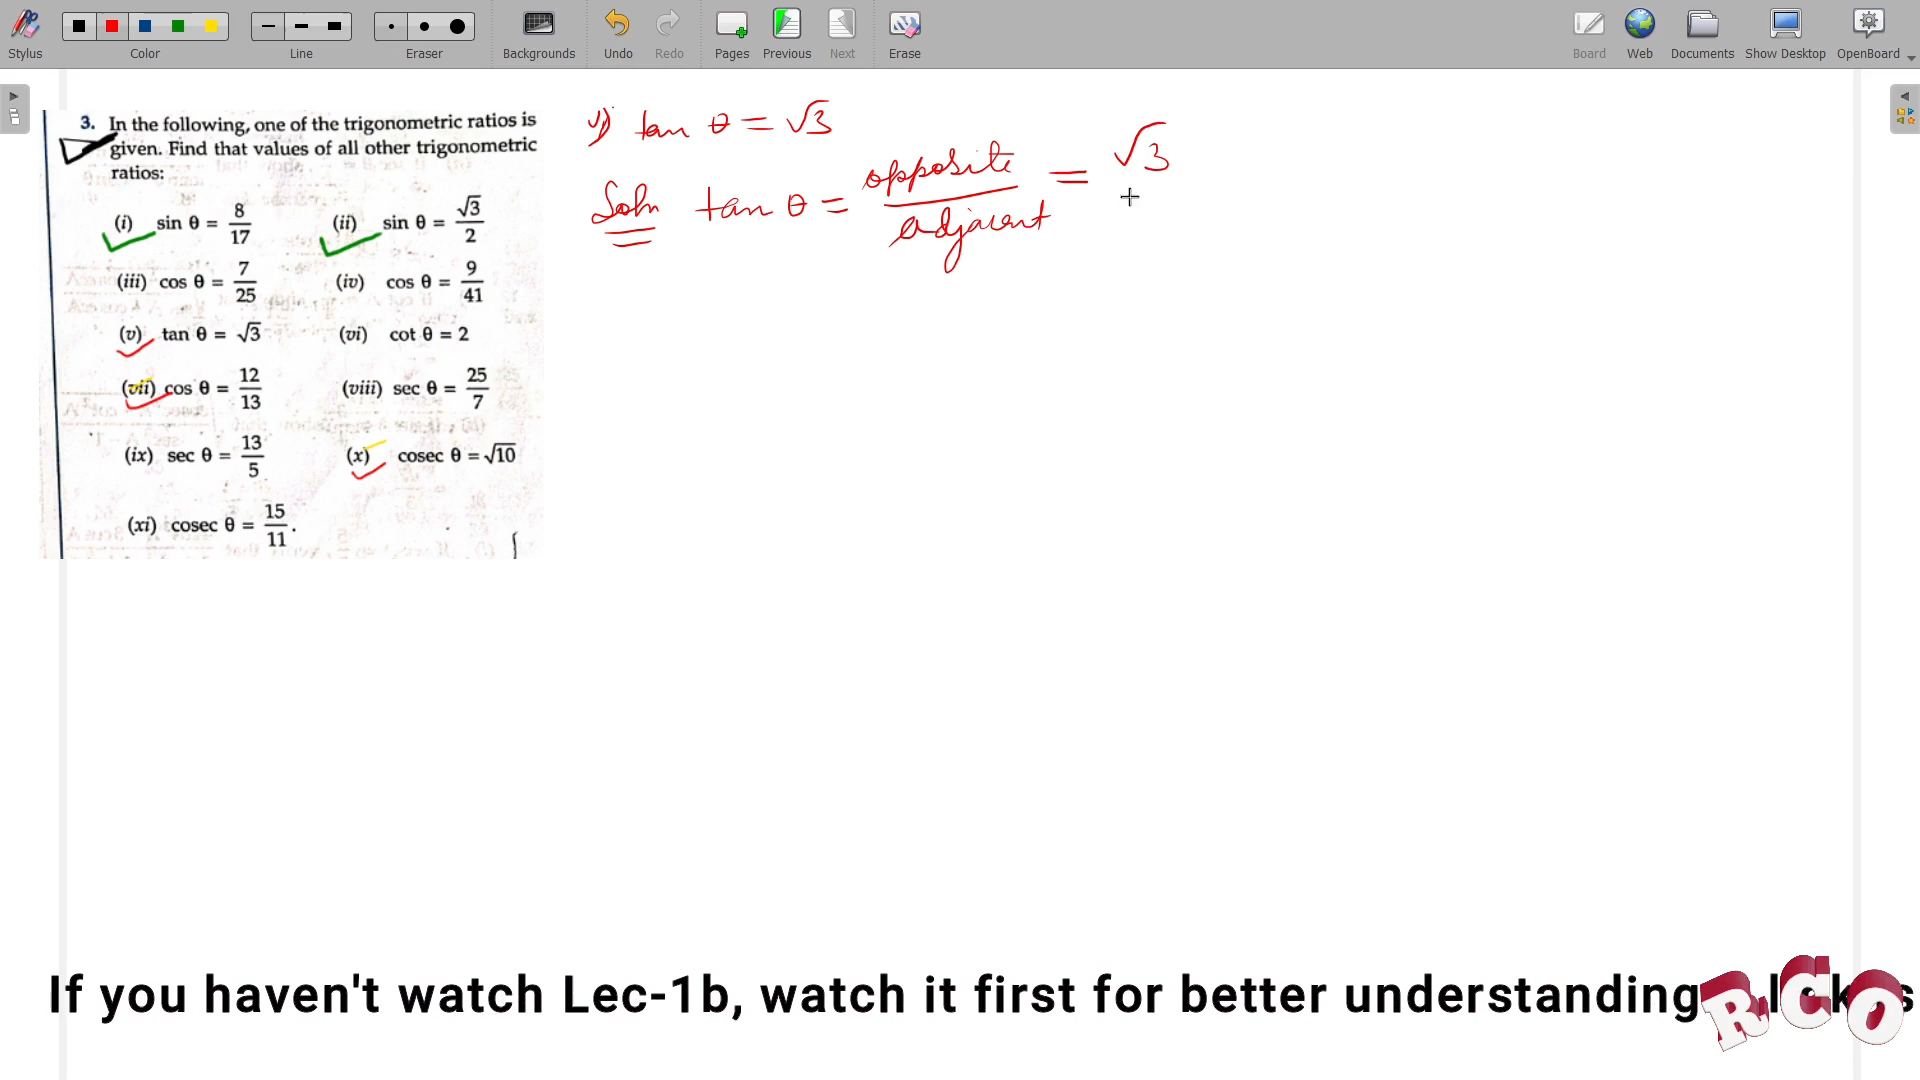 Stylus
Color
Line
Eraser
Backgrounds
Undo
Redo
Pages
Previous
Next
Erase
Board
Web
Documents
Show Desktop
OpenBoard
3. In the following, one of the trigonometric ratios is
given. Find that values of all other trigonometric
ratios:
(i) sin θ = 8/17
(ii) sin θ = √3/2
(iii) cos θ = 7/25
(iv) cos θ = 9/41
(v) tan θ = √3
(vi) cot θ = 2
(vii) cos θ = 12/13
(viii) sec θ = 25/7
(ix) sec θ = 13/5
(x) cosec θ = √10
(xi) cosec θ = 15/11.
v) tan θ = √3
Soln tan θ = opposite/adjacent = √3
If you haven't watch Lec-1b, watch it first for better understanding
RCO